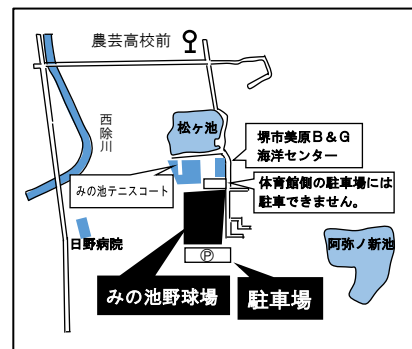 農芸高校前
西除川
松ヶ池
堺市美原B＆G
海洋センター
みの池テニスコート
体育館側の駐車場には
駐車できません。
日野病院
阿弥ノ新池
P
みの池野球場
駐車場